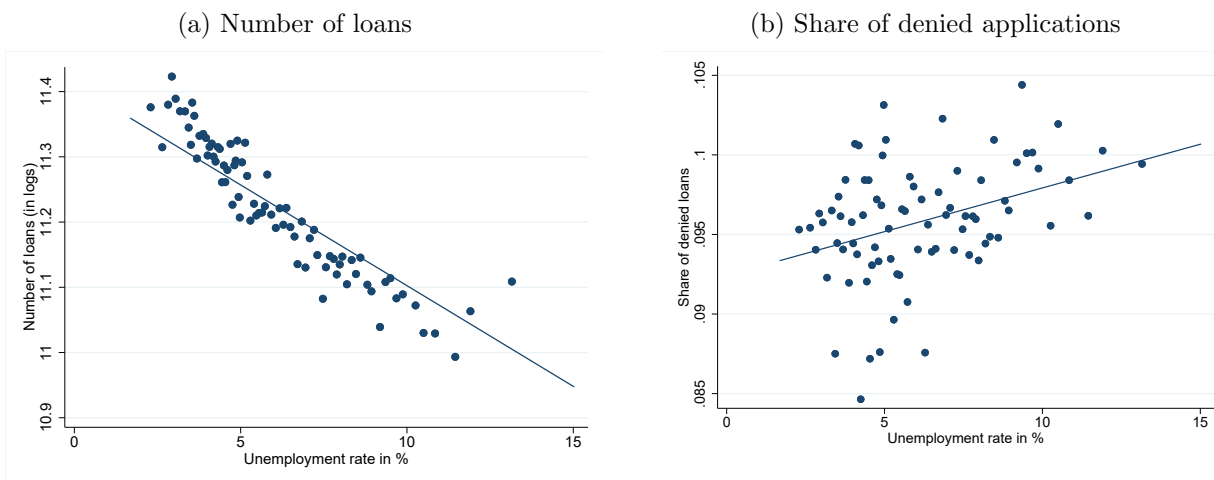 (a) Number of loans
Number of loans (in logs)
11.4
11.3
11.2
11.1
11
10.9
0 5 10 15
Unemployment rate in %
(b) Share of denied applications
Share of denied loans
.105
.1
.095
.09
.085
0 5 10 15
Unemployment rate in %